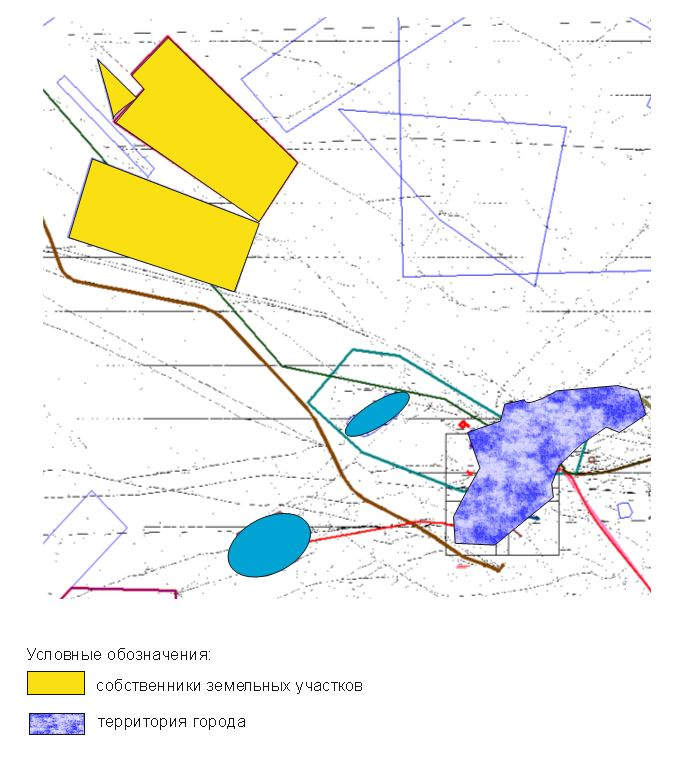 Условные обозначения:
собственники земельных участков
территория города